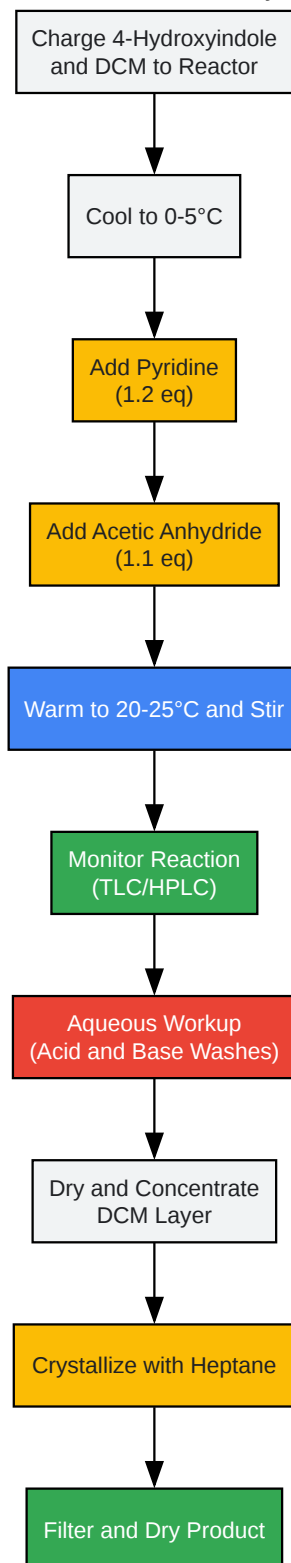 Charge 4-Hydroxyindole
and DCM to Reactor
Cool to 0-5°C
Add Pyridine
(1.2 eq)
Add Acetic Anhydride
(1.1 eq)
Warm to 20-25°C and Stir
Monitor Reaction
(TLC/HPLC)
Aqueous Workup
(Acid and Base Washes)
Dry and Concentrate
DCM Layer
Crystallize with Heptane
Filter and Dry Product